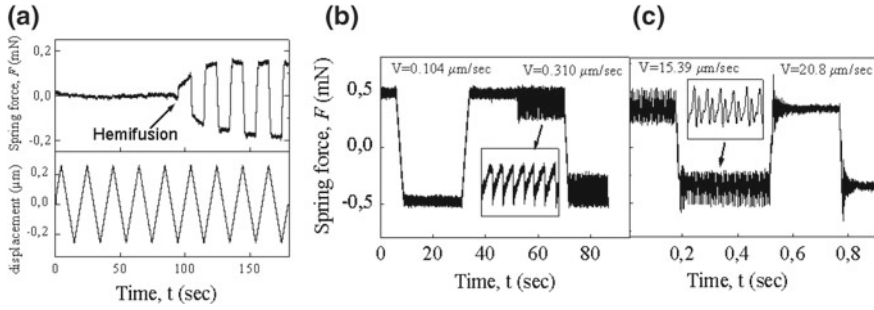 (a)
Spring force, F (mN)
0,2
0,0
-0,2
Hemifusion
displacement (μm)
0,2
0,0
-0,2
0 50 100 150
Time, t (sec)
(b)
Spring force, F (mN)
V=0.104 μm/sec V=0.310 μm/sec
0,5
0,0
-0,5
0 20 40 60 80
Time, t (sec)
(c)
V=15.39 μm/sec V=20.8 μm/sec
0,2 0,4 0,6 0,8
Time, t (sec)